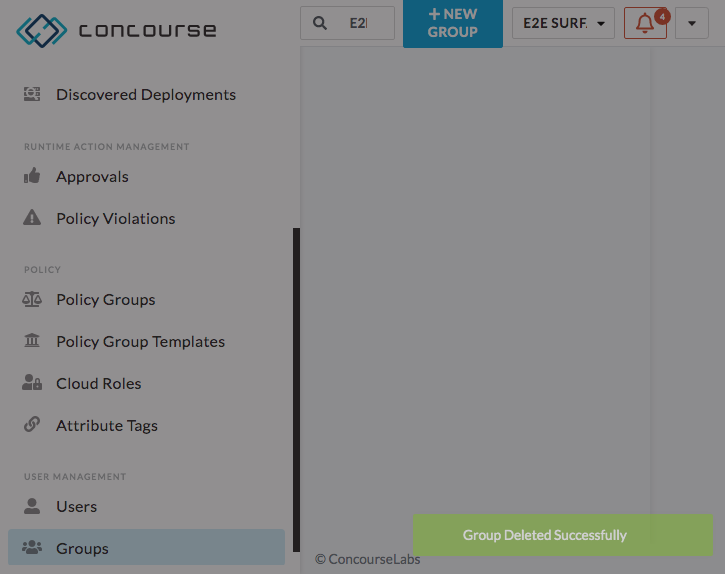 concourse
E2
+ NEW
GROUP
E2E SURF
4
Discovered Deployments
RUNTIME ACTION MANAGEMENT
Approvals
Policy Violations
POLICY
Policy Groups
Policy Group Templates
Cloud Roles
Attribute Tags
USER MANAGEMENT
Users
Groups
Group Deleted Successfully
© ConcourseLabs